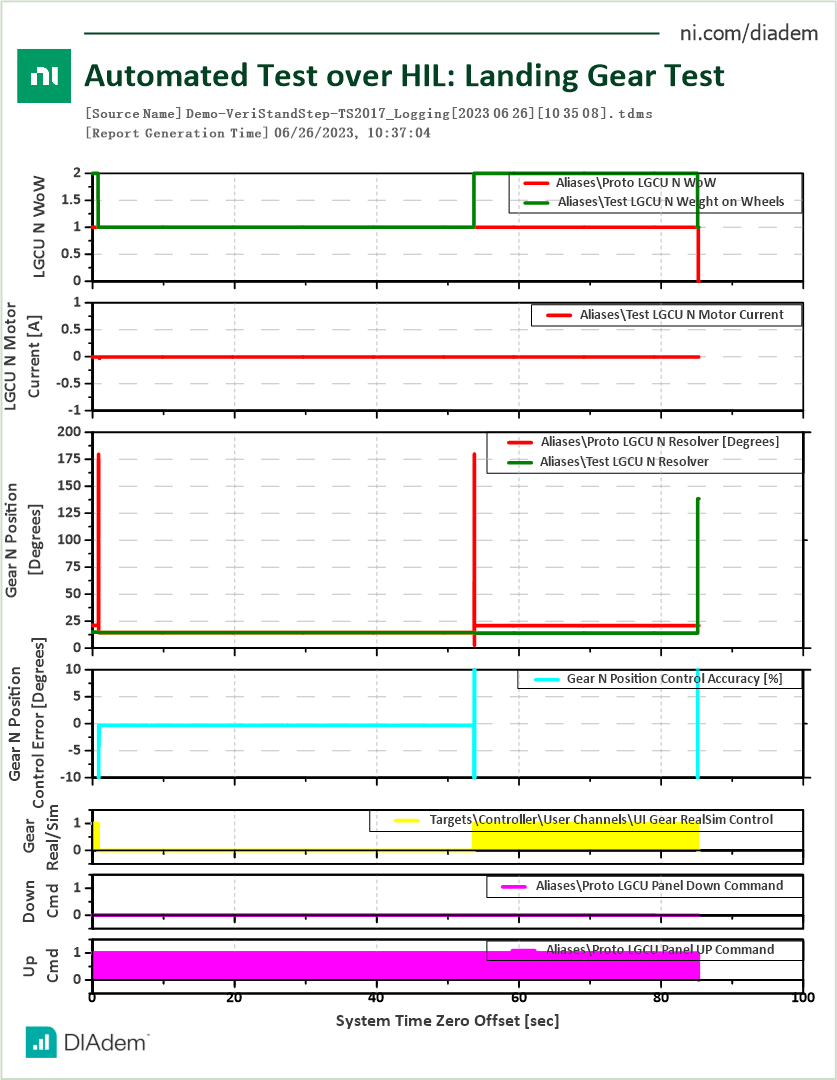 ni.com/diadem
ni
Automated Test over HIL: Landing Gear Test
[Source Name] Demo-VeriStandStep-TS2017_Logging[2023 06 26][10 35 08].tdms
[Report Generation Time] 06/26/2023, 10:37:04
LGCU N WoW
2
1.5
1
0.5
0
Aliases\Proto LGCU N WoW
Aliases\Test LGCU N Weight on Wheels
LGCU N Motor
Current [A]
1
0.5
0
-0.5
-1
Aliases\Test LGCU N Motor Current
Gear N Position
[Degrees]
200
175
150
125
100
75
50
25
0
Aliases\Proto LGCU N Resolver [Degrees]
Aliases\Test LGCU N Resolver
Gear N Position
Control Error [Degrees]
10
5
0
-5
-10
Gear N Position Control Accuracy [%]
Gear
Real/Sim
1
0
Targets\Controller\User Channels\UI Gear RealSim Control
Down
Cmd
1
0
Aliases\Proto LGCU Panel Down Command
Up
Cmd
1
0
Aliases\Proto LGCU Panel UP Command
0 20 40 60 80 100
System Time Zero Offset [sec]
DIAdem™